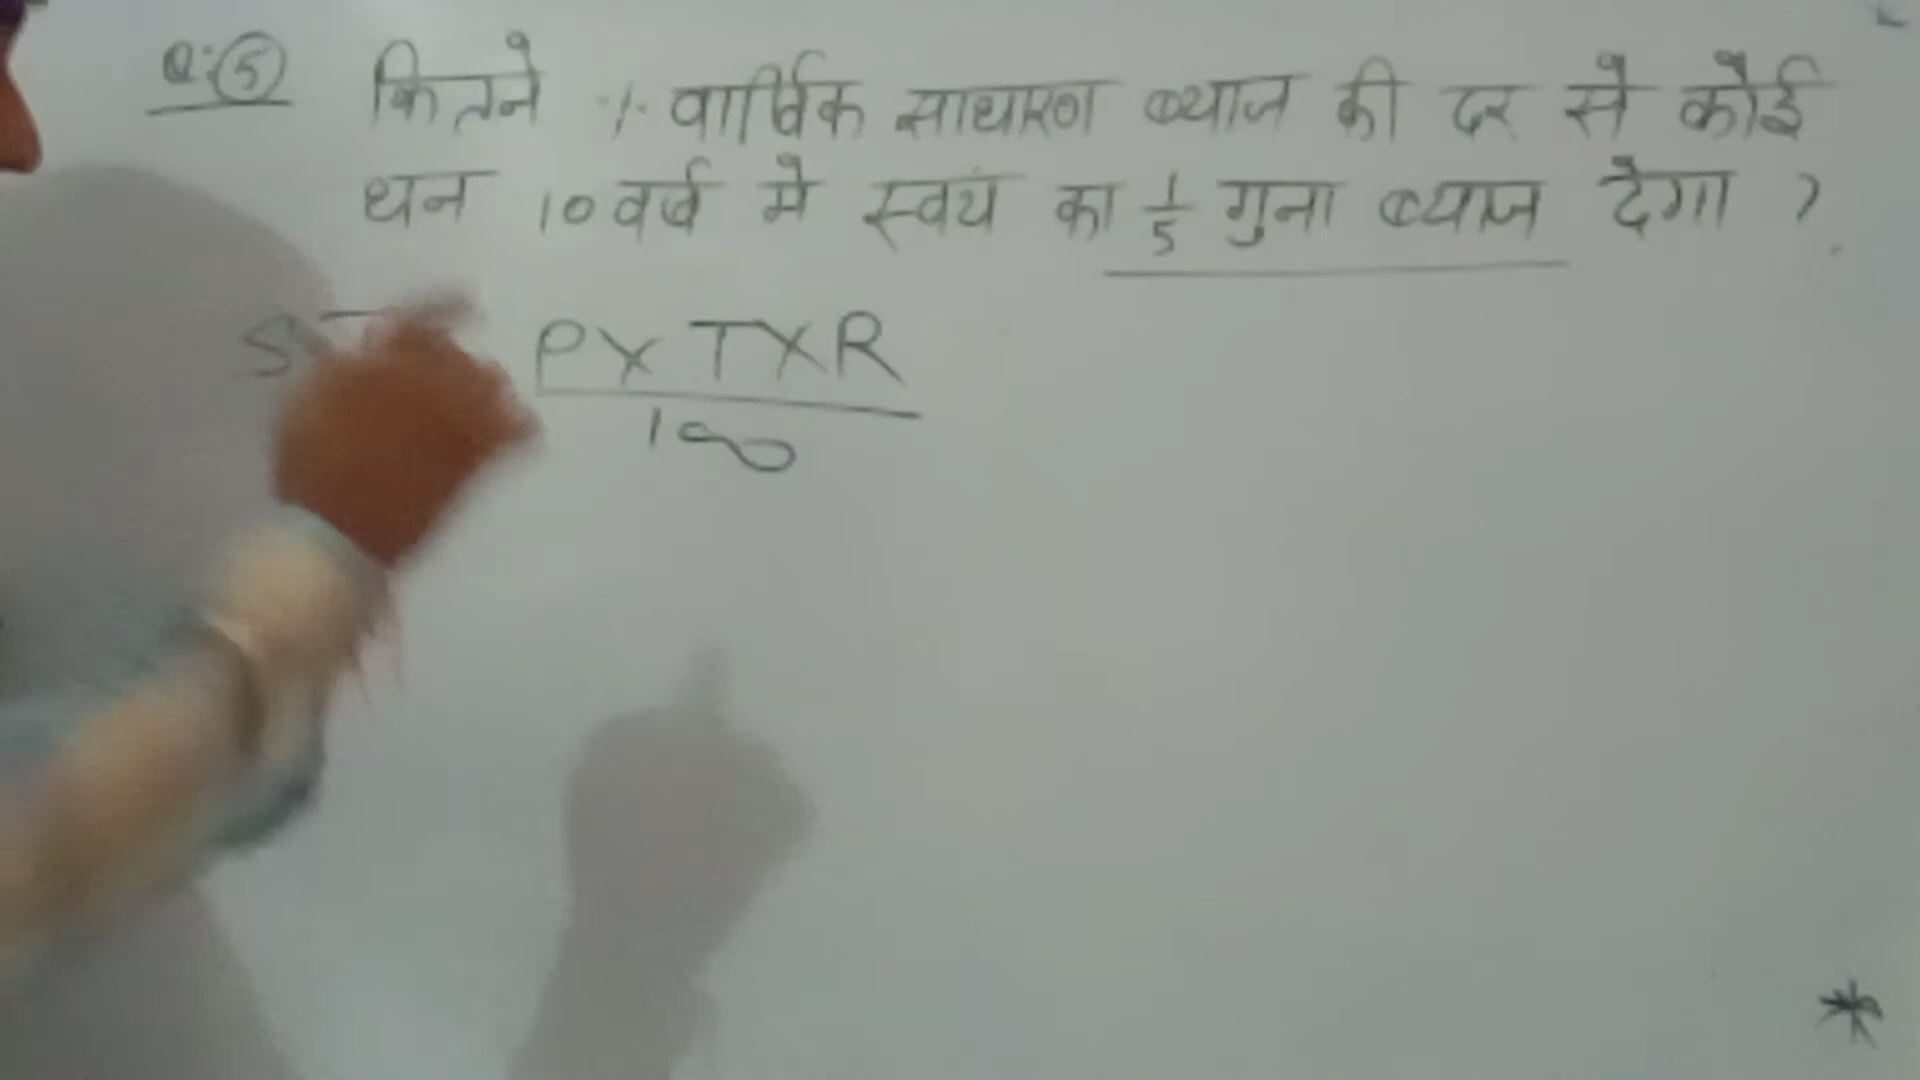 Q:⑤ कितने % वार्षिक साधारण ब्याज की दर से कोई
धन 10 वर्ष मे स्वयं का 1/5 गुना ब्याज देगा ?
P X T X R
100